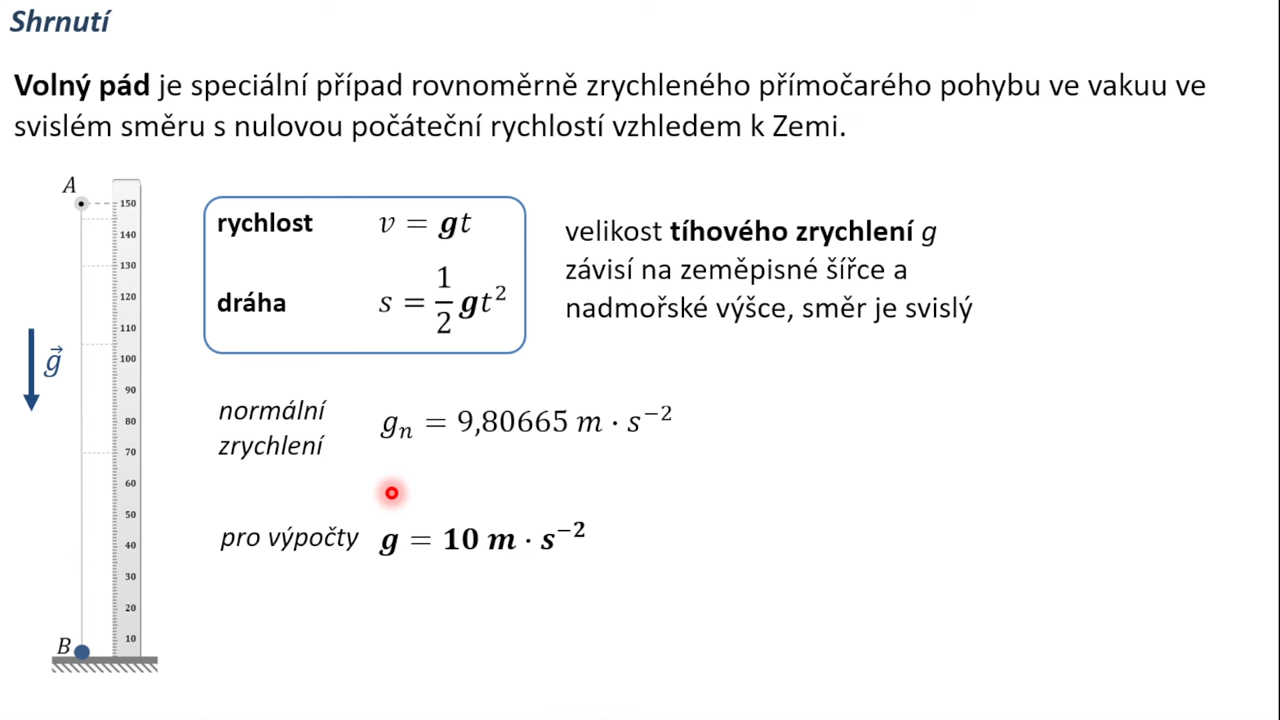 Shrnutí
Volný pád je speciální případ rovnoměrně zrychleného přímočarého pohybu ve vakuu ve
svislém směru s nulovou počáteční rychlostí vzhledem k Zemi.
A
150
140
130
120
110
100
90
80
70
60
50
40
30
20
10
B
g⃗
rychlost v = gt
dráha s = 1/2 gt²
velikost tíhového zrychlení g
závisí na zeměpisné šířce a
nadmořské výšce, směr je svislý
normální
zrychlení
gₙ = 9,80665 m · s⁻²
pro výpočty g = 10 m · s⁻²